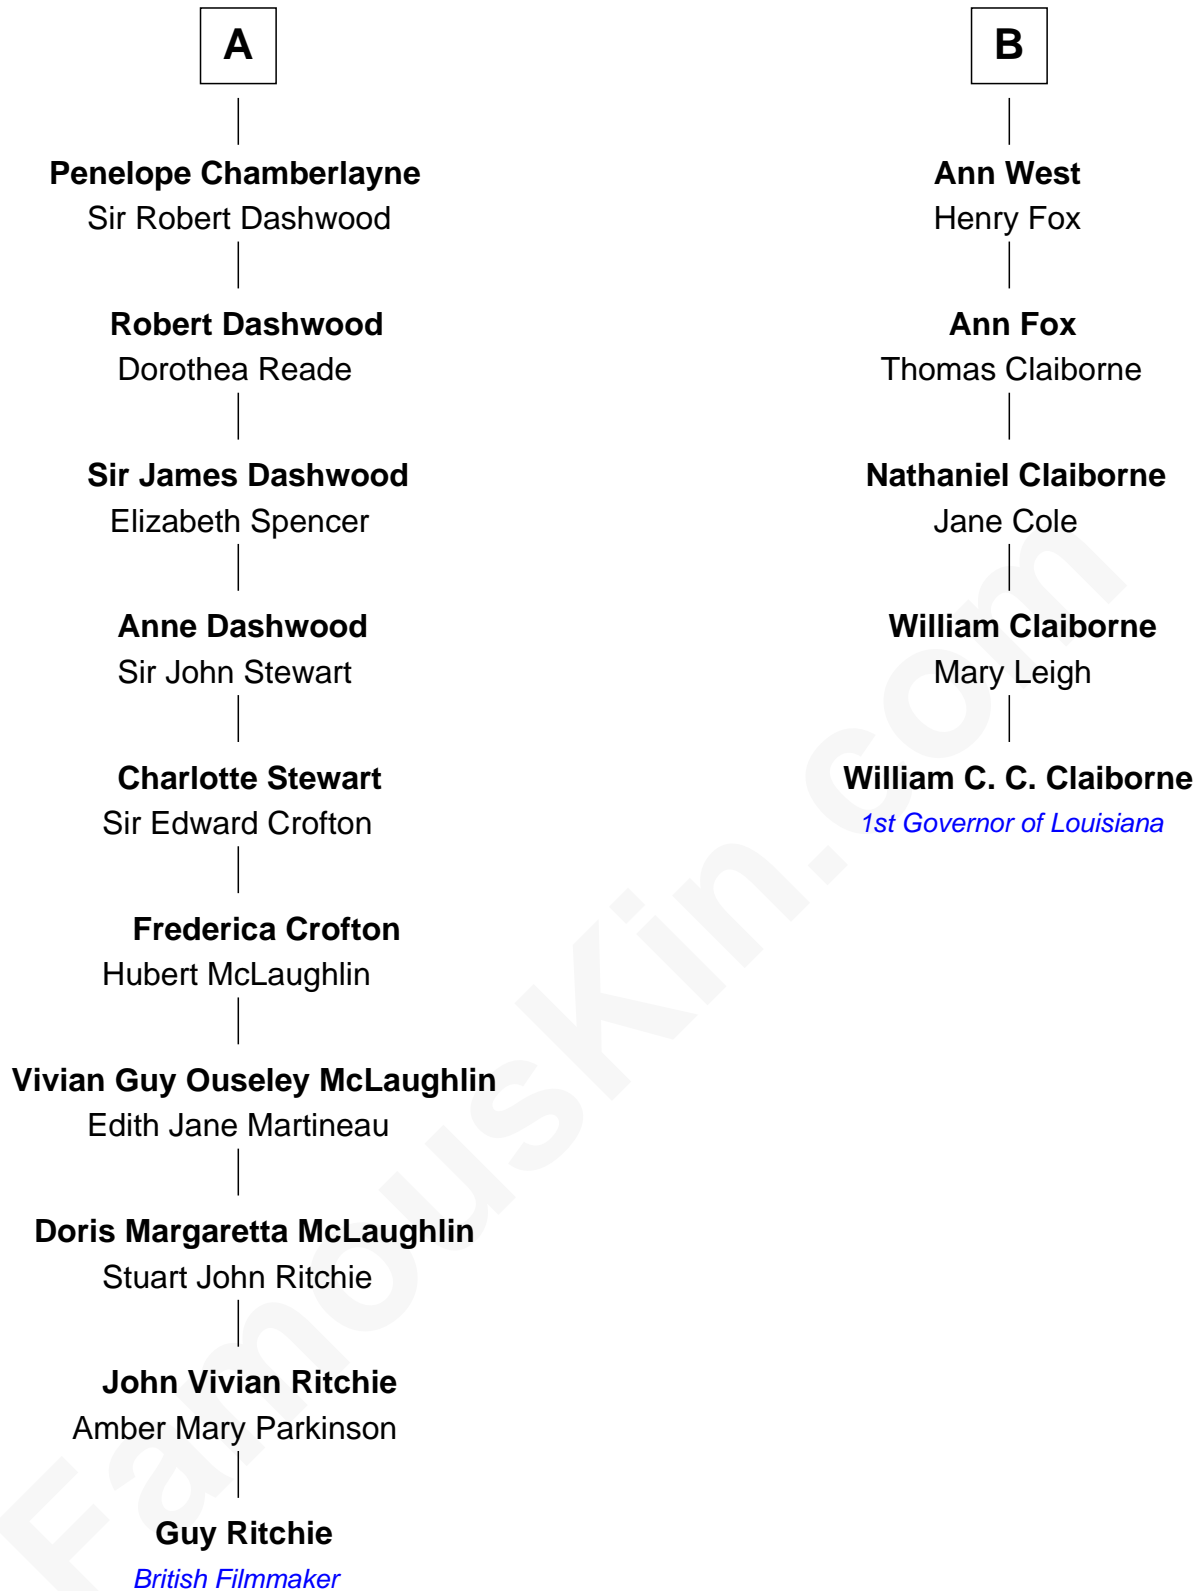 A
Penelope Chamberlayne
Sir Robert Dashwood
Robert Dashwood
Dorothea Reade
Sir James Dashwood
Elizabeth Spencer
Anne Dashwood
Sir John Stewart
Charlotte Stewart
Sir Edward Crofton
Frederica Crofton
Hubert McLaughlin
Vivian Guy Ouseley McLaughlin
Edith Jane Martineau
Doris Margaretta McLaughlin
Stuart John Ritchie
John Vivian Ritchie
Amber Mary Parkinson
Guy Ritchie
British Filmmaker
B
Ann West
Henry Fox
Ann Fox
Thomas Claiborne
Nathaniel Claiborne
Jane Cole
William Claiborne
Mary Leigh
William C. C. Claiborne
1st Governor of Louisiana
FamousKin.com